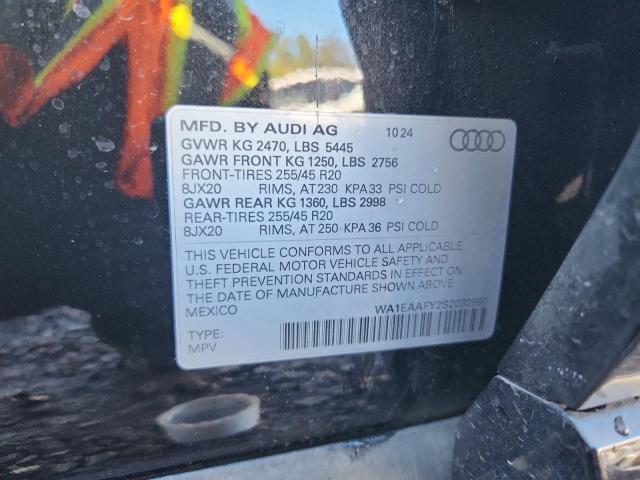 MFD. BY AUDI AG 10 24
GVWR KG 2470, LBS 5445
GAWR FRONT KG 1250, LBS 2756
FRONT-TIRES 255/45 R20
8JX20 RIMS, AT 230 KPA 33 PSI COLD
GAWR REAR KG 1360, LBS 2998
REAR-TIRES 255/45 R20
8JX20 RIMS, AT 250 KPA 36 PSI COLD
THIS VEHICLE CONFORMS TO ALL APPLICABLE
U.S. FEDERAL MOTOR VEHICLE SAFETY AND
THEFT PREVENTION STANDARDS IN EFFECT ON
THE DATE OF MANUFACTURE SHOWN ABOVE.
MEXICO
WA1EAAFY2S2032990
TYPE:
MPV